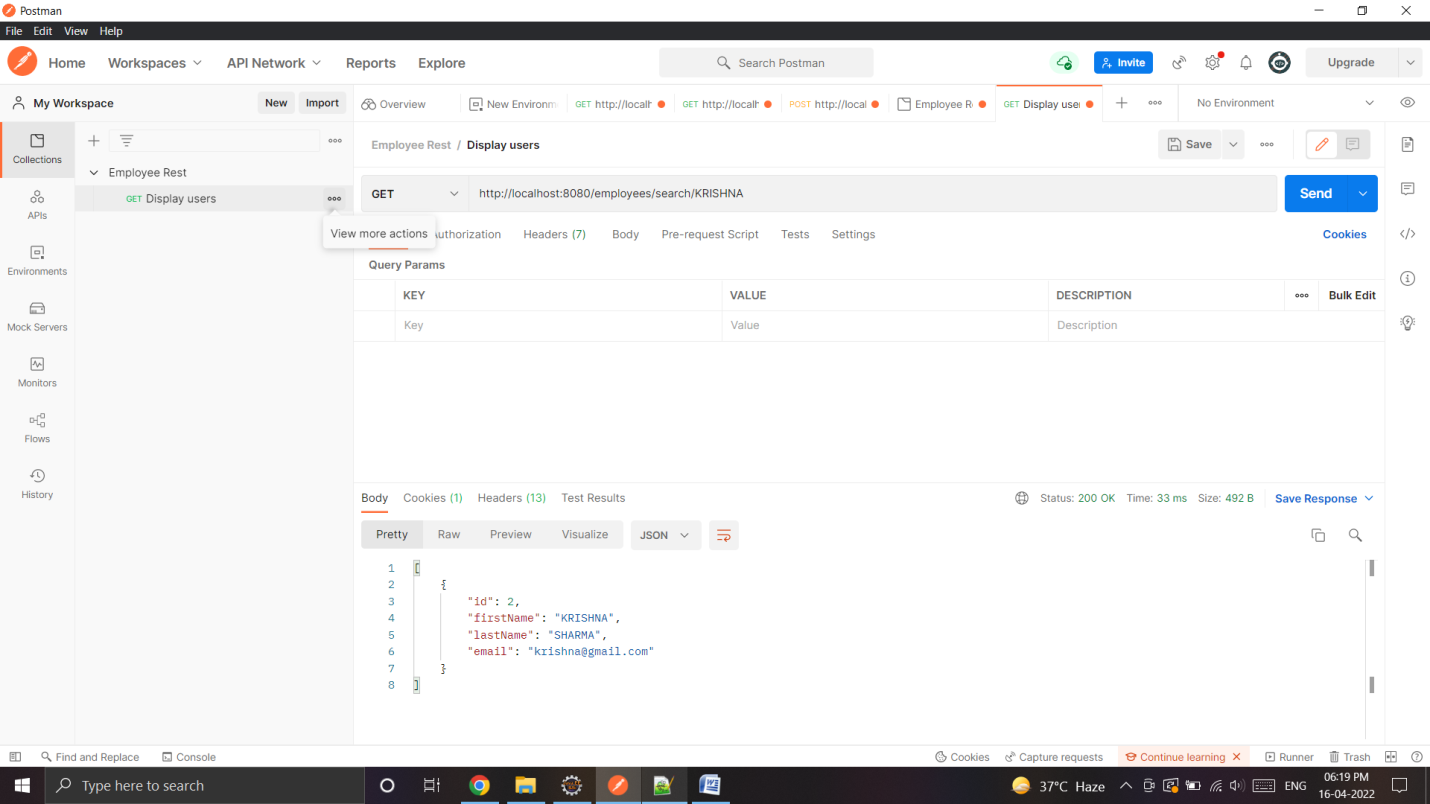 Postman
File Edit View Help
Home Workspaces API Network Reports Explore Search Postman Invite Upgrade
My Workspace New Import Overview New Environm GET http://localh GET http://localh POST http://local Employee R GET Display use No Environment
Collections
APIs
Environments
Mock Servers
Monitors
Flows
History
Employee Rest
GET Display users
View more actions
Employee Rest / Display users Save
GET http://localhost:8080/employees/search/KRISHNA Send
Authorization Headers (7) Body Pre-request Script Tests Settings Cookies
Query Params
KEY VALUE DESCRIPTION Bulk Edit
Key Value Description
Body Cookies (1) Headers (13) Test Results Status: 200 OK Time: 33 ms Size: 492 B Save Response
Pretty Raw Preview Visualize JSON
1 [
2 {
3 "id": 2,
4 "firstName": "KRISHNA",
5 "lastName": "SHARMA",
6 "email": "krishna@gmail.com"
7 }
8 ]
Find and Replace Console Cookies Capture requests Continue learning Runner Trash
Type here to search 37°C Haze ENG 06:19 PM
16-04-2022